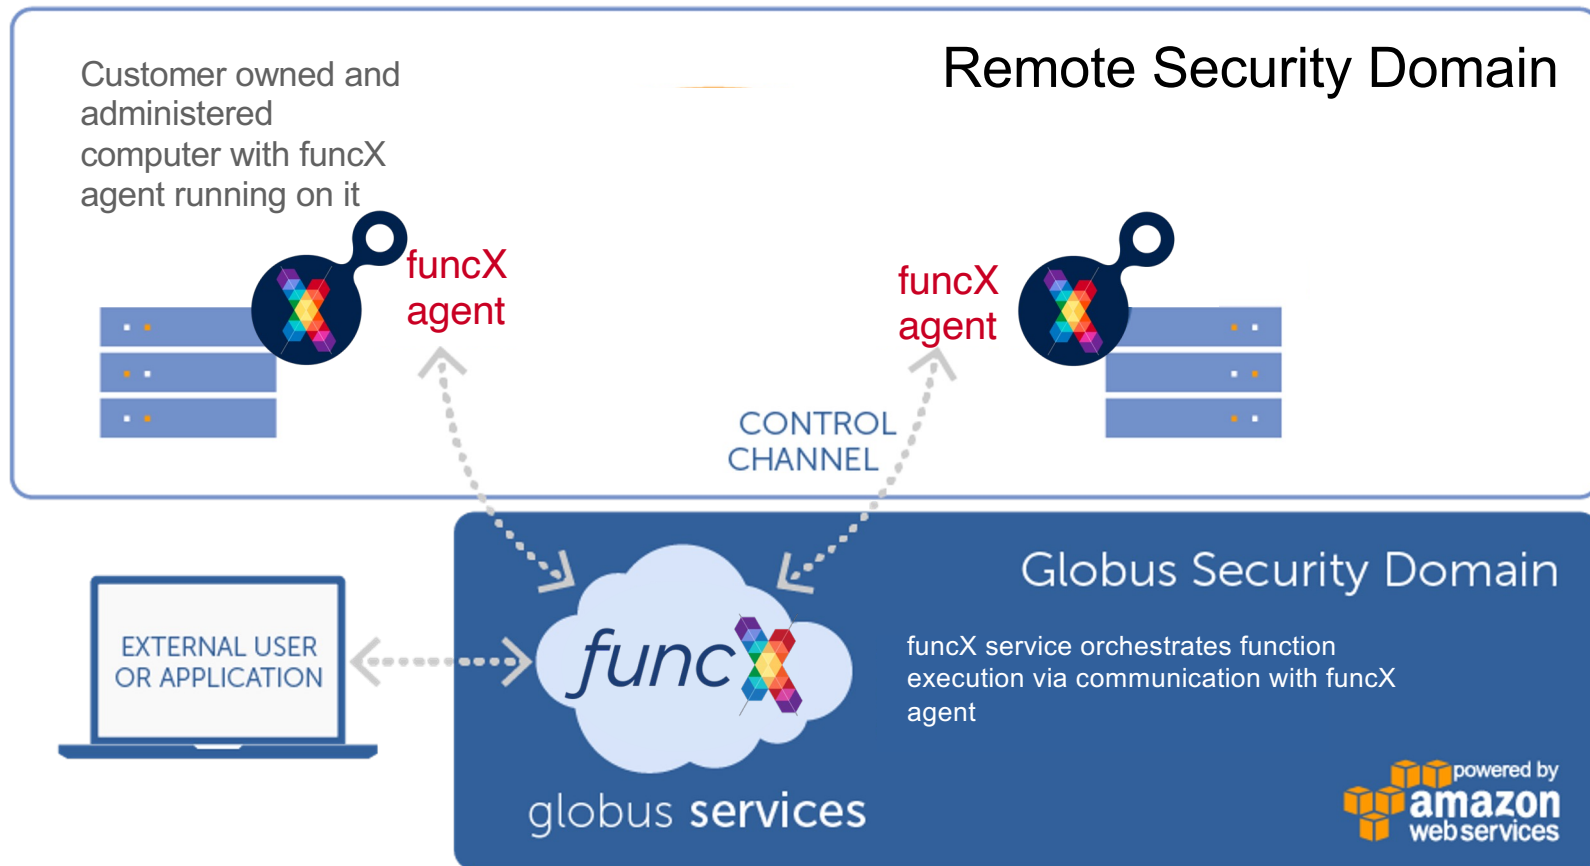 Remote Security Domain
Customer owned and
administered
computer with funcX
agent running on it
funcX
agent
funcX
agent
CONTROL
CHANNEL
Globus Security Domain
EXTERNAL USER
OR APPLICATION
funcX
funcX service orchestrates function
execution via communication with funcX
agent
globus services
powered by
amazon
web services